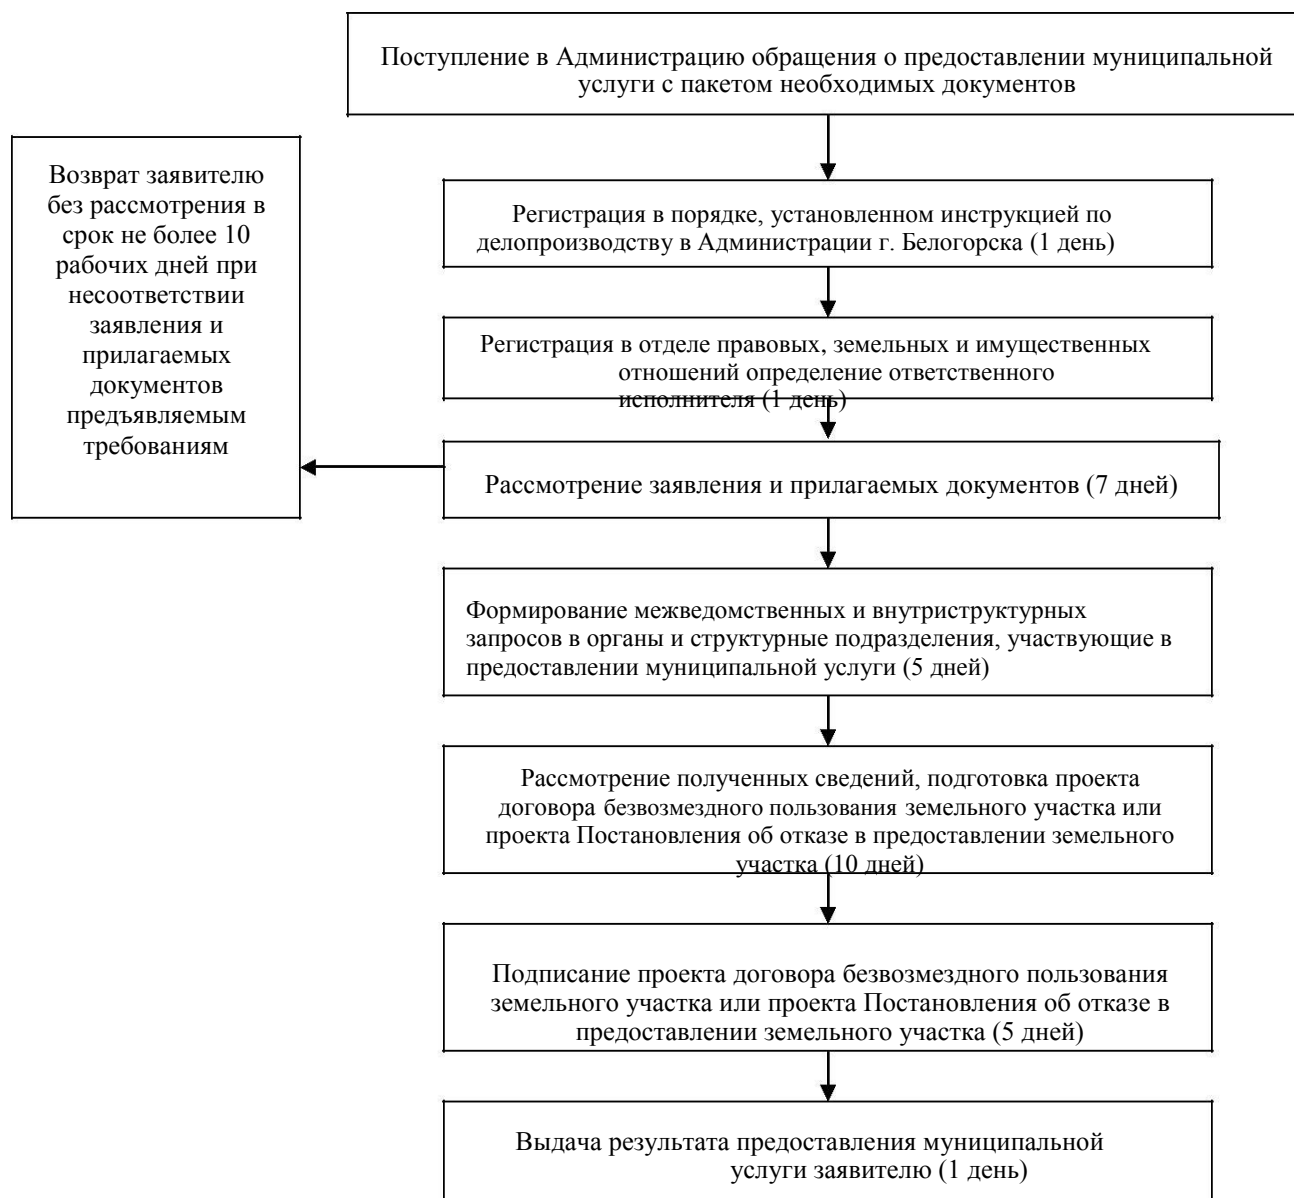 Поступление в Администрацию обращения о предоставлении муниципальной
услуги с пакетом необходимых документов
Возврат заявителю
без рассмотрения в
срок не более 10
рабочих дней при
несоответствии
заявления и
прилагаемых
документов
предъявляемым
требованиям
Регистрация в порядке, установленном инструкцией по
делопроизводству в Администрации г. Белогорска (1 день)
Регистрация в отделе правовых, земельных и имущественных
отношений определение ответственного
исполнителя (1 день)
Рассмотрение заявления и прилагаемых документов (7 дней)
Формирование межведомственных и внутриструктурных
запросов в органы и структурные подразделения, участвующие в
предоставлении муниципальной услуги (5 дней)
Рассмотрение полученных сведений, подготовка проекта
договора безвозмездного пользования земельного участка или
проекта Постановления об отказе в предоставлении земельного
участка (10 дней)
Подписание проекта договора безвозмездного пользования
земельного участка или проекта Постановления об отказе в
предоставлении земельного участка (5 дней)
Выдача результата предоставления муниципальной
услуги заявителю (1 день)